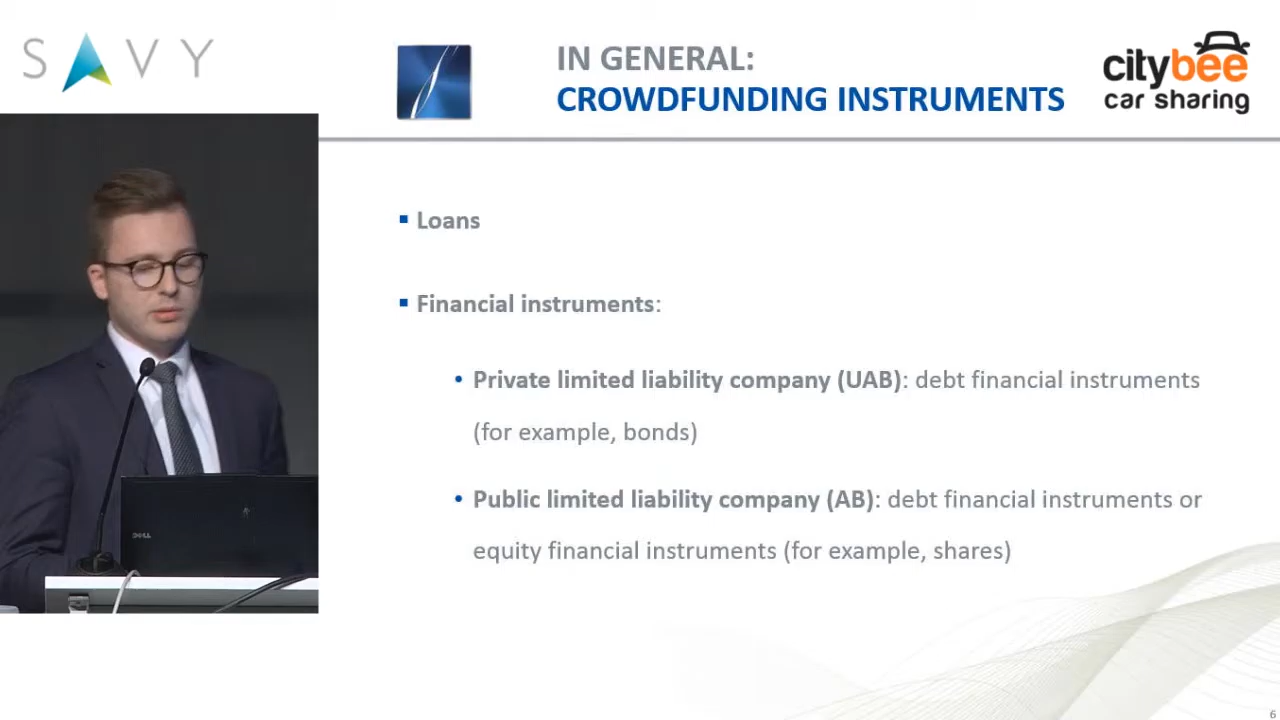 SAVY
IN GENERAL:
CROWDFUNDING INSTRUMENTS
citybee
car sharing
▪ Loans
▪ Financial instruments:
• Private limited liability company (UAB): debt financial instruments
(for example, bonds)
• Public limited liability company (AB): debt financial instruments or
equity financial instruments (for example, shares)
DELL
6